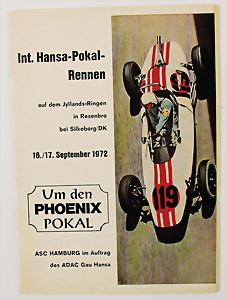 Int. Hansa-Pokal-
Rennen
auf dem Jyllands-Ringen
in Resenbro
bei Silkeborg/DK
16./17. September 1972
Um den
PHOENIX
POKAL
ASC HAMBURG im Auftrag
des ADAC Gau Hansa
119